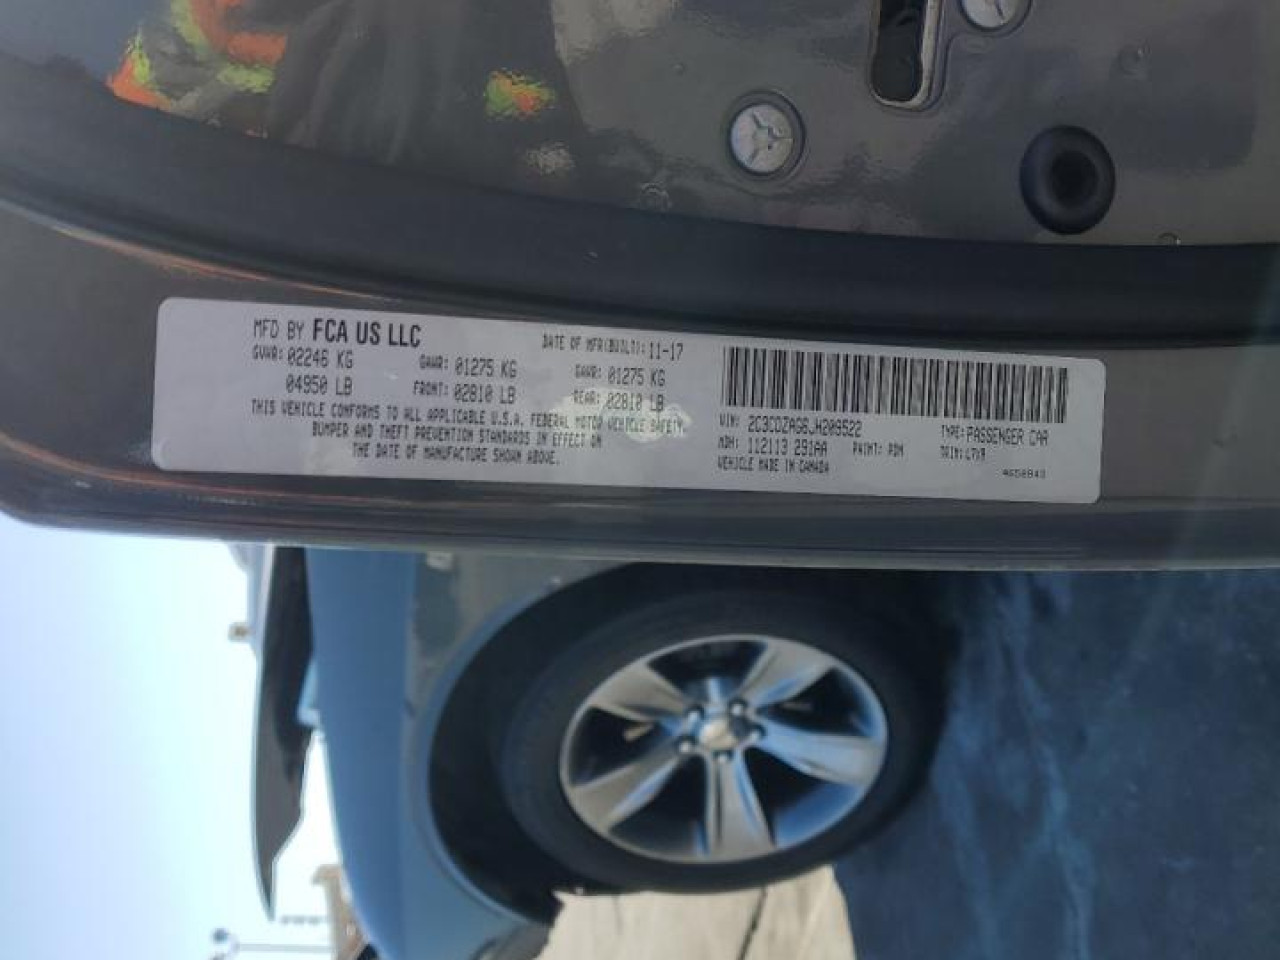 MFD BY FCA US LLC
DATE OF MFR(BUILT): 11-17
GVWR: 02246 KG GAWR: 01275 KG GAWR: 01275 KG
04950 LB FRONT: 02810 LB REAR: 02810 LB
THIS VEHICLE CONFORMS TO ALL APPLICABLE U.S.A. FEDERAL MOTOR VEHICLE SAFETY,
BUMPER AND THEFT PREVENTION STANDARDS IN EFFECT ON
THE DATE OF MANUFACTURE SHOWN ABOVE.
VIN: 2C3CDZAG6JH209522 TYPE: PASSENGER CAR
MDH: 112113 291AA PAINT: PDM TRIM: L7X9
VEHICLE MADE IN CANADA